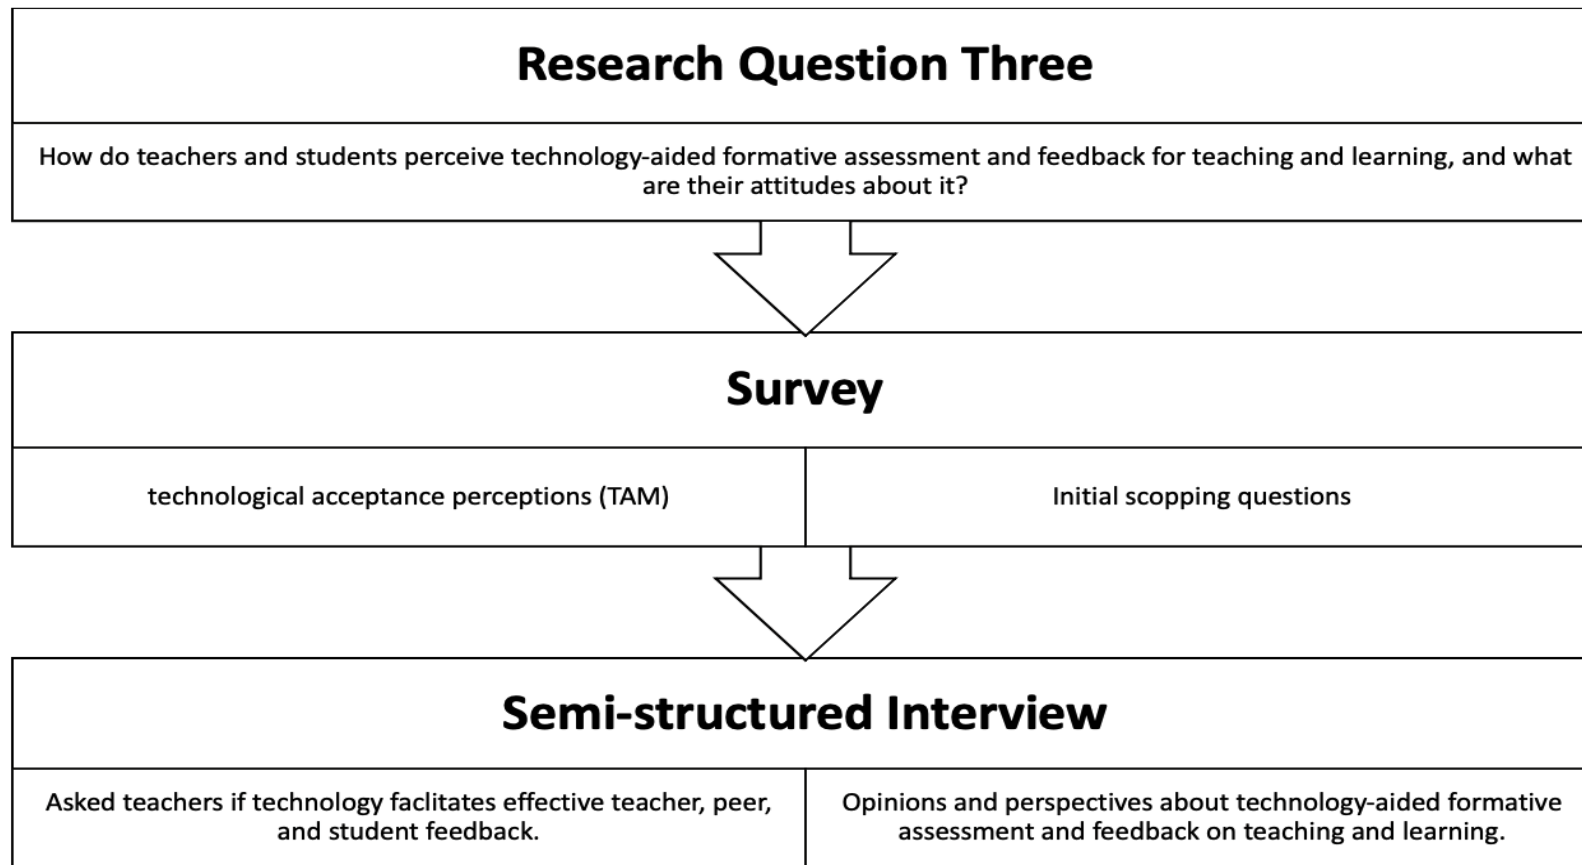 Research Question Three
How do teachers and students perceive technology-aided formative assessment and feedback for teaching and learning, and what
are their attitudes about it?
Survey
technological acceptance perceptions (TAM)
Initial scopping questions
Semi-structured Interview
Asked teachers if technology faclitates effective teacher, peer,
and student feedback.
Opinions and perspectives about technology-aided formative
assessment and feedback on teaching and learning.